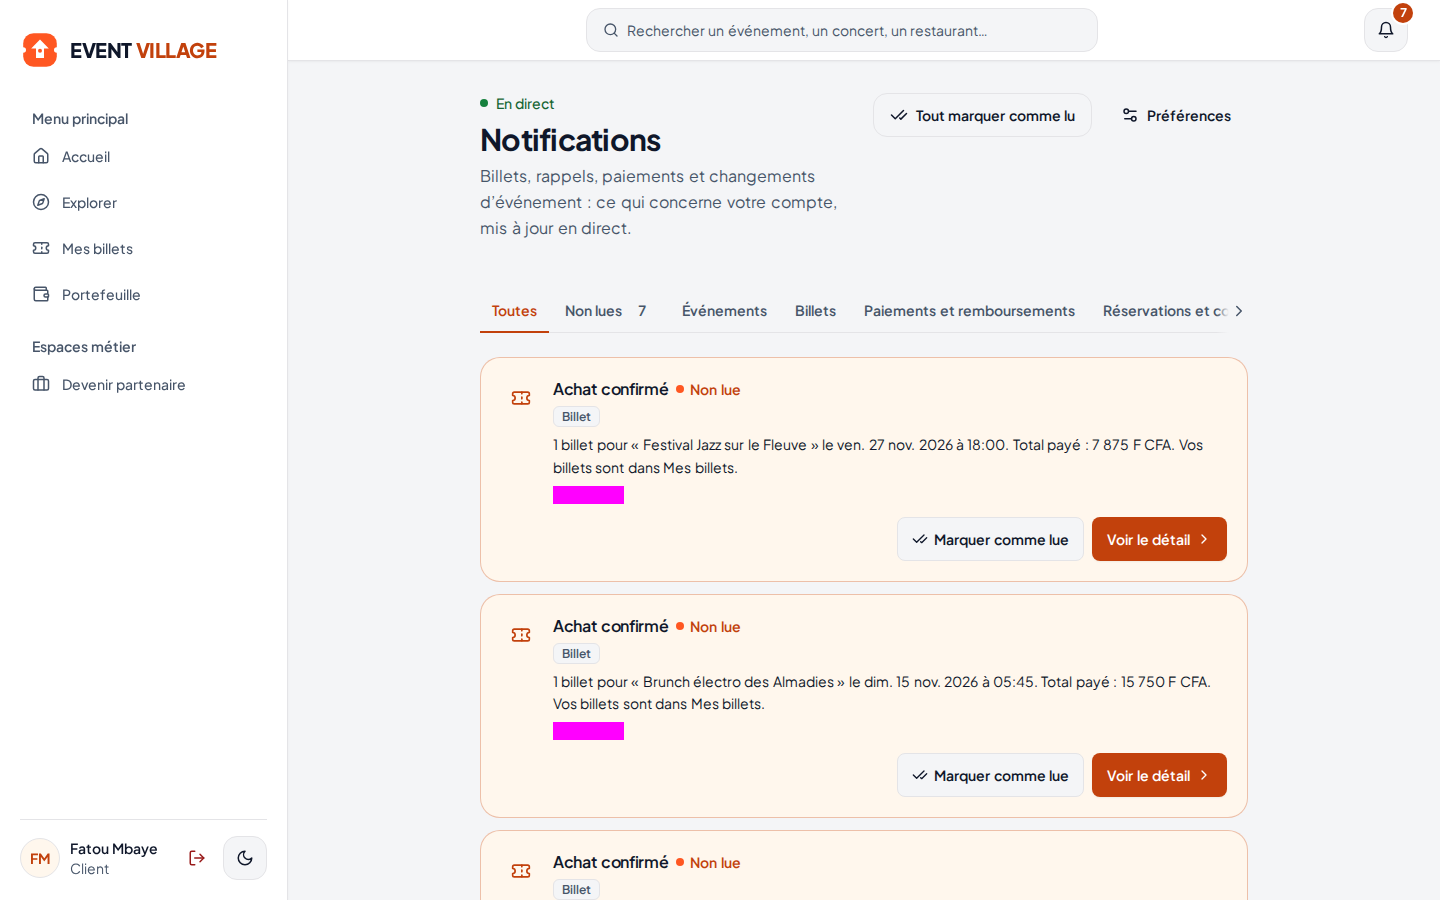 EVENT VILLAGE
Rechercher un événement, un concert, un restaurant…
7
Menu principal
Accueil
Explorer
Mes billets
Portefeuille
Espaces métier
Devenir partenaire
FM
Fatou Mbaye
Client
En direct
Notifications
Billets, rappels, paiements et changements
d’événement : ce qui concerne votre compte,
mis à jour en direct.
Tout marquer comme lu
Préférences
Toutes Non lues 7 Événements Billets Paiements et remboursements Réservations et
Achat confirmé Non lue
Billet
1 billet pour « Festival Jazz sur le Fleuve » le ven. 27 nov. 2026 à 18:00. Total payé : 7 875 F CFA. Vos
billets sont dans Mes billets.
Marquer comme lue Voir le détail
Achat confirmé Non lue
Billet
1 billet pour « Brunch électro des Almadies » le dim. 15 nov. 2026 à 05:45. Total payé : 15 750 F CFA.
Vos billets sont dans Mes billets.
Marquer comme lue Voir le détail
Achat confirmé Non lue
Billet